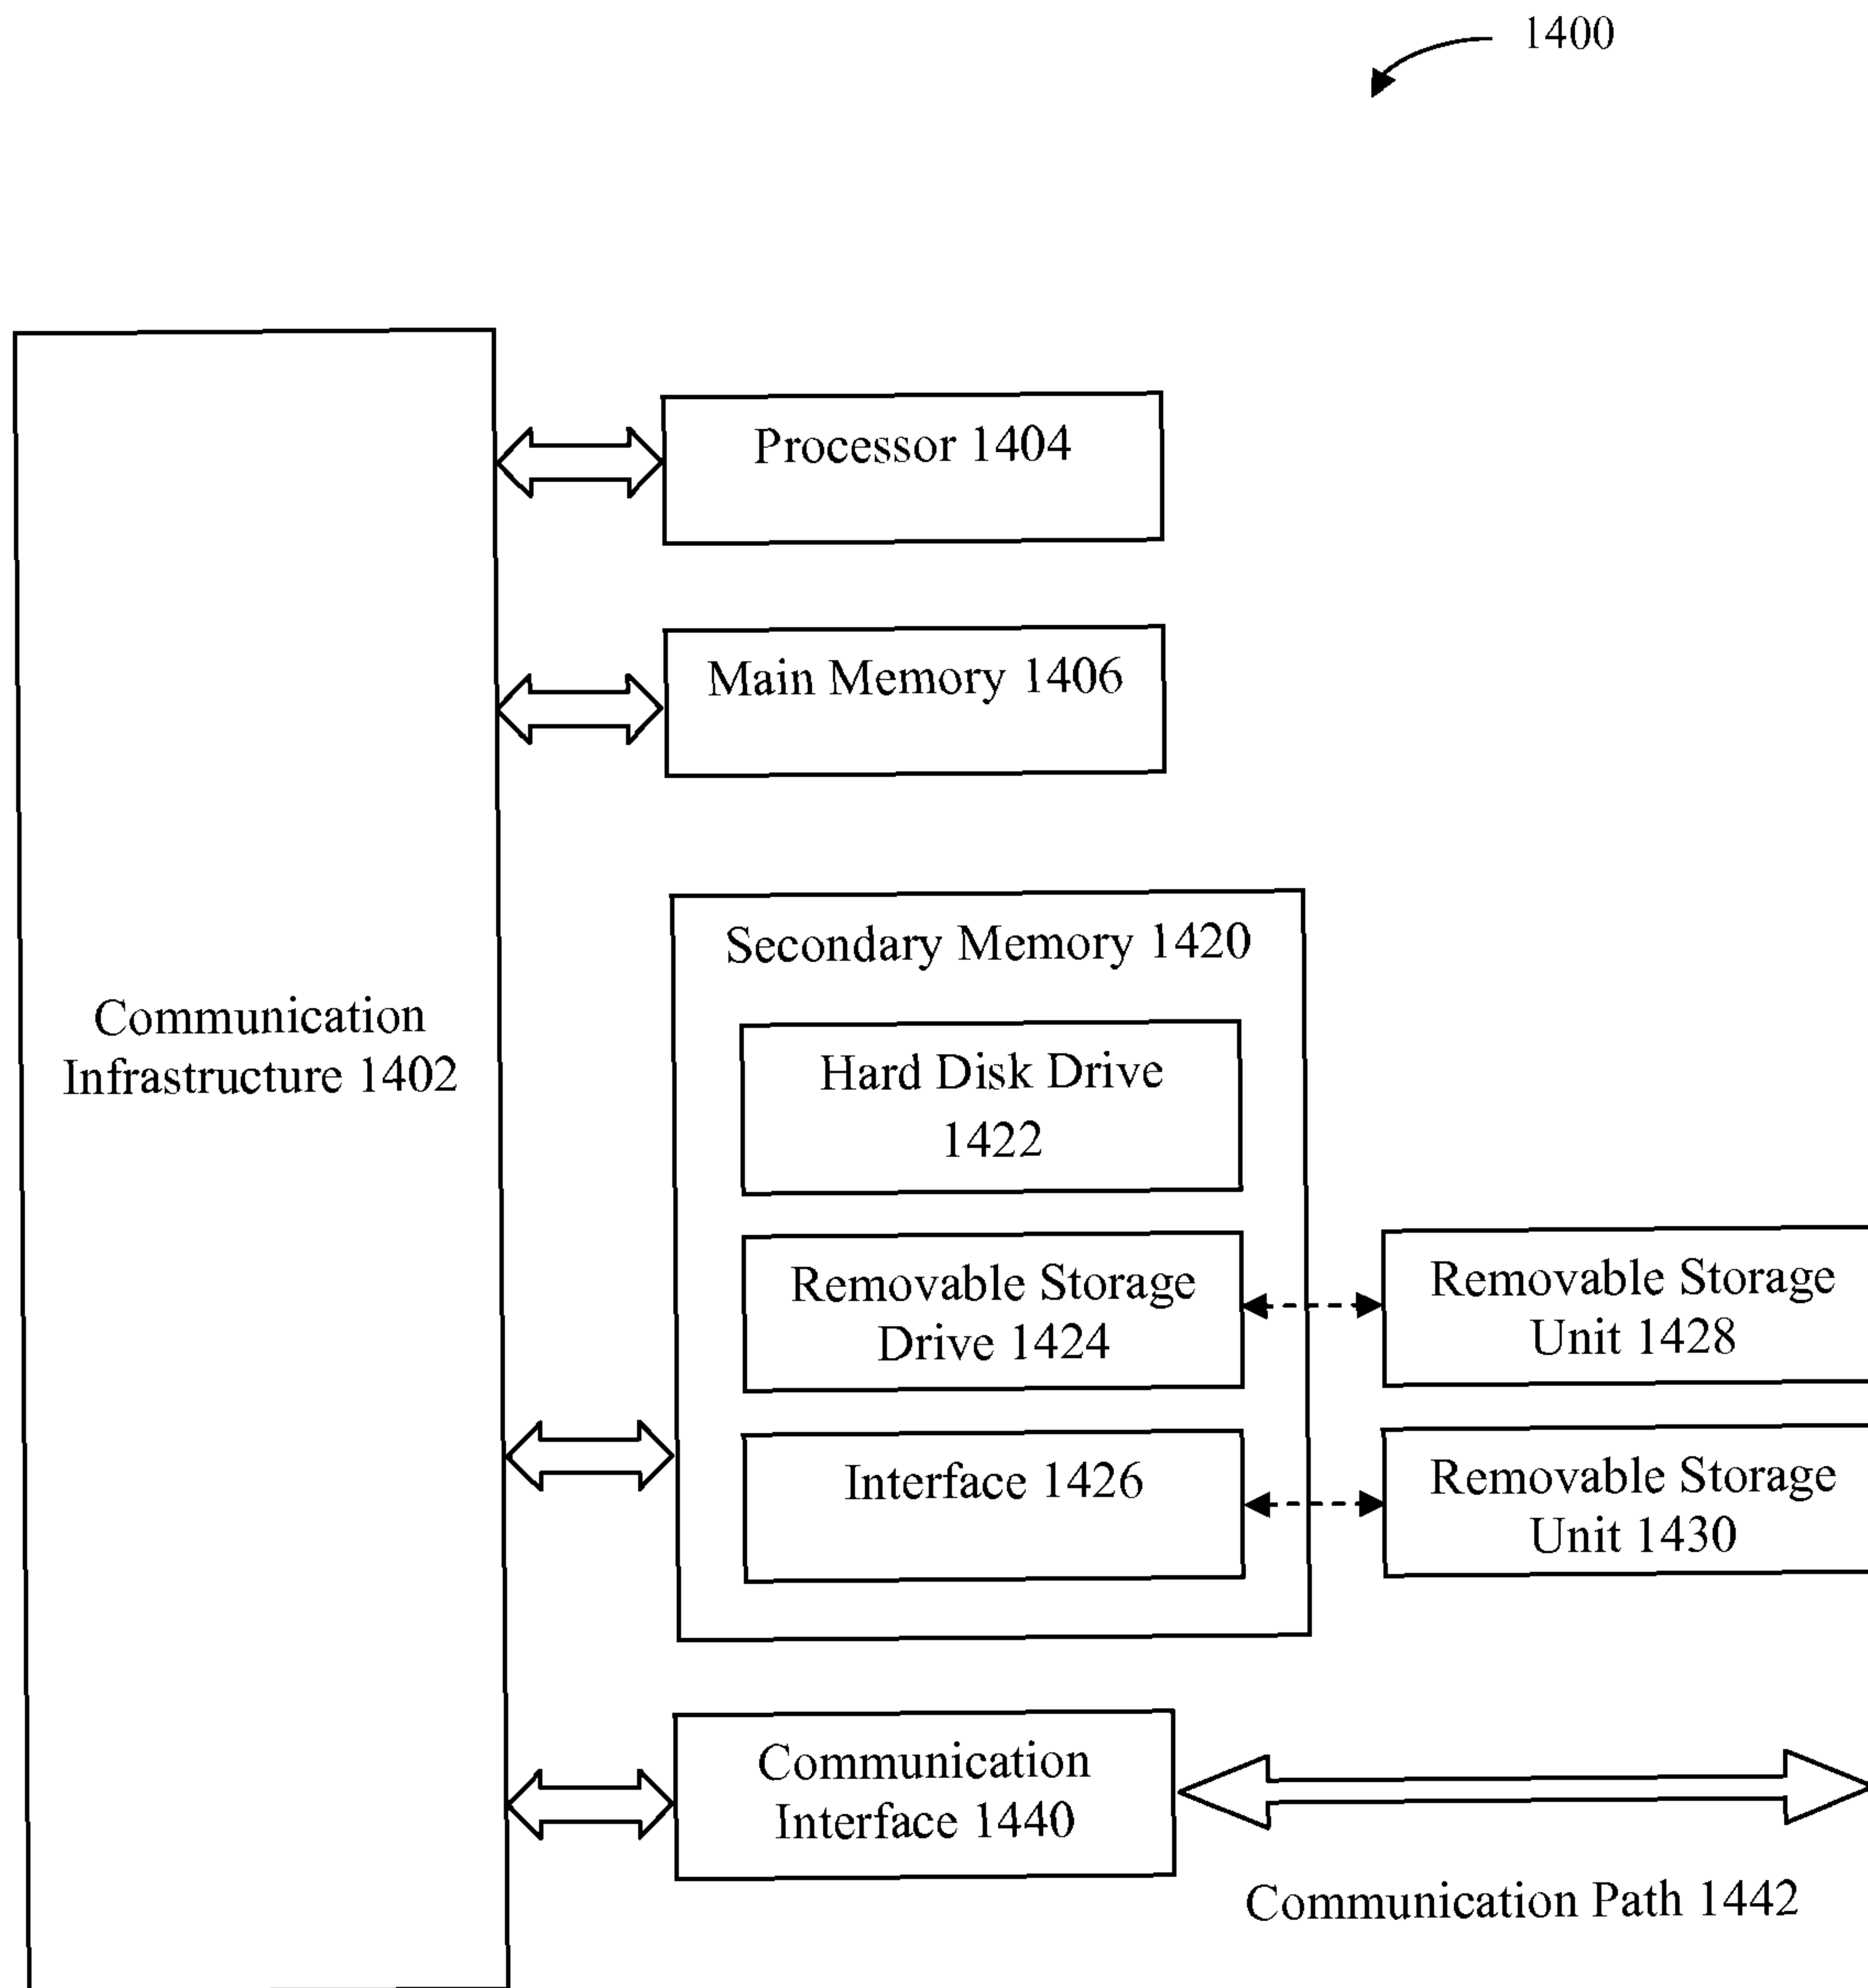 1400
Processor 1404
Main Memory 1406
Secondary Memory 1420
Communication
Infrastructure 1402
Hard Disk Drive
1422
Removable Storage
Drive 1424
Removable Storage
Unit 1428
Interface 1426
Removable Storage
Unit 1430
Communication
Interface 1440
Communication Path 1442